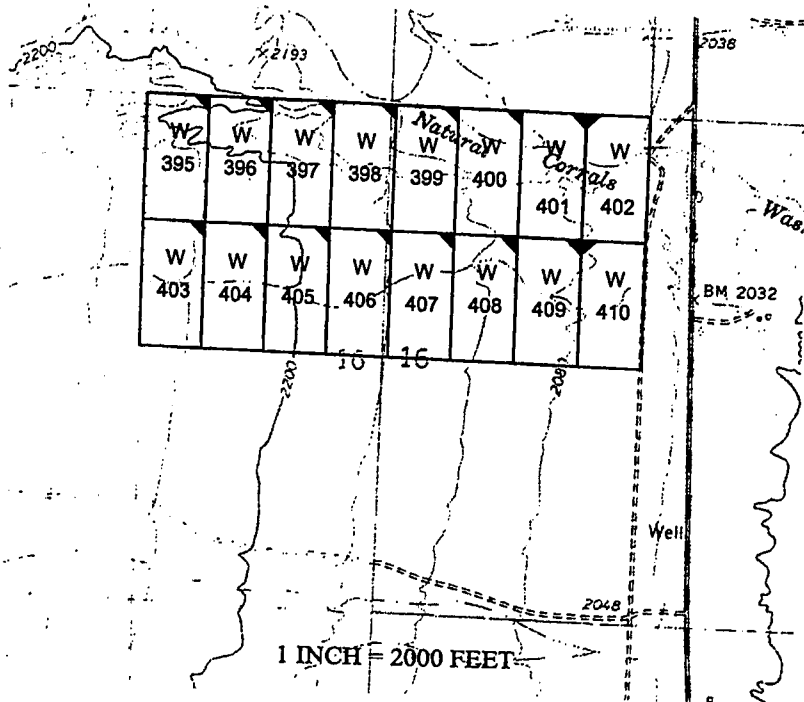 2200
2193
2038
Natural
Corrals
W W W W W W W W
395 396 397 398 399 400 401 402
Was
W W W W W W W W
403 404 405 406 407 408 409 410
BM 2032
16
2200
2080
Well
2048
1 INCH = 2000 FEET